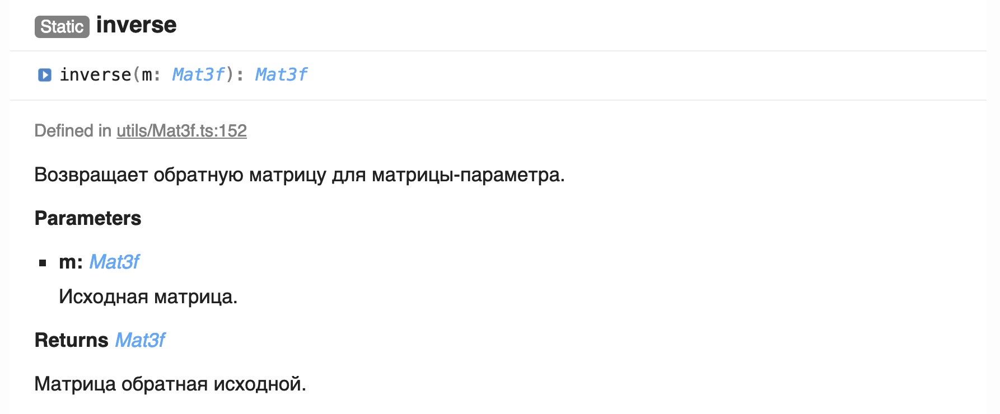 Static inverse
inverse(m: Mat3f): Mat3f
Defined in utils/Mat3f.ts:152
Возвращает обратную матрицу для матрицы-параметра.
Parameters
m: Mat3f
Исходная матрица.
Returns Mat3f
Матрица обратная исходной.